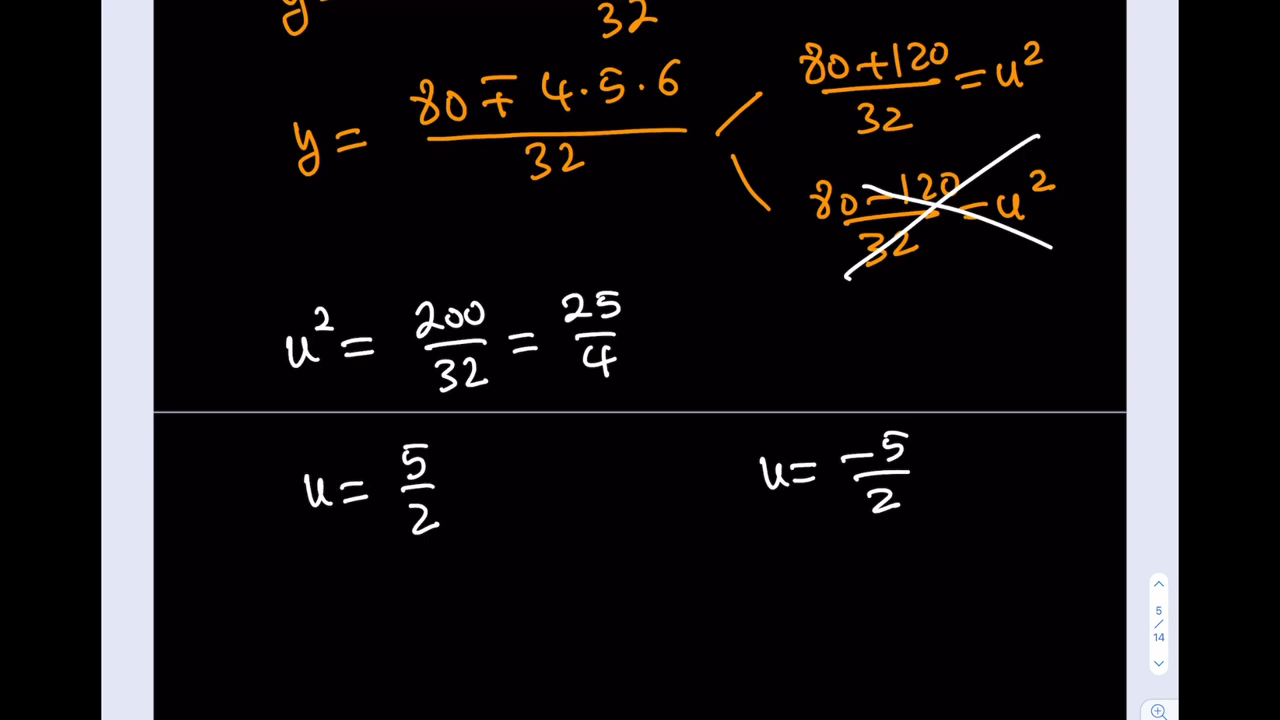 y= 32
y = (80 ∓ 4·5·6)/32
(80+120)/32 = u²
(80-120)/32 = u²
u² = 200/32 = 25/4
u = 5/2
u = -5/2
5
/
14